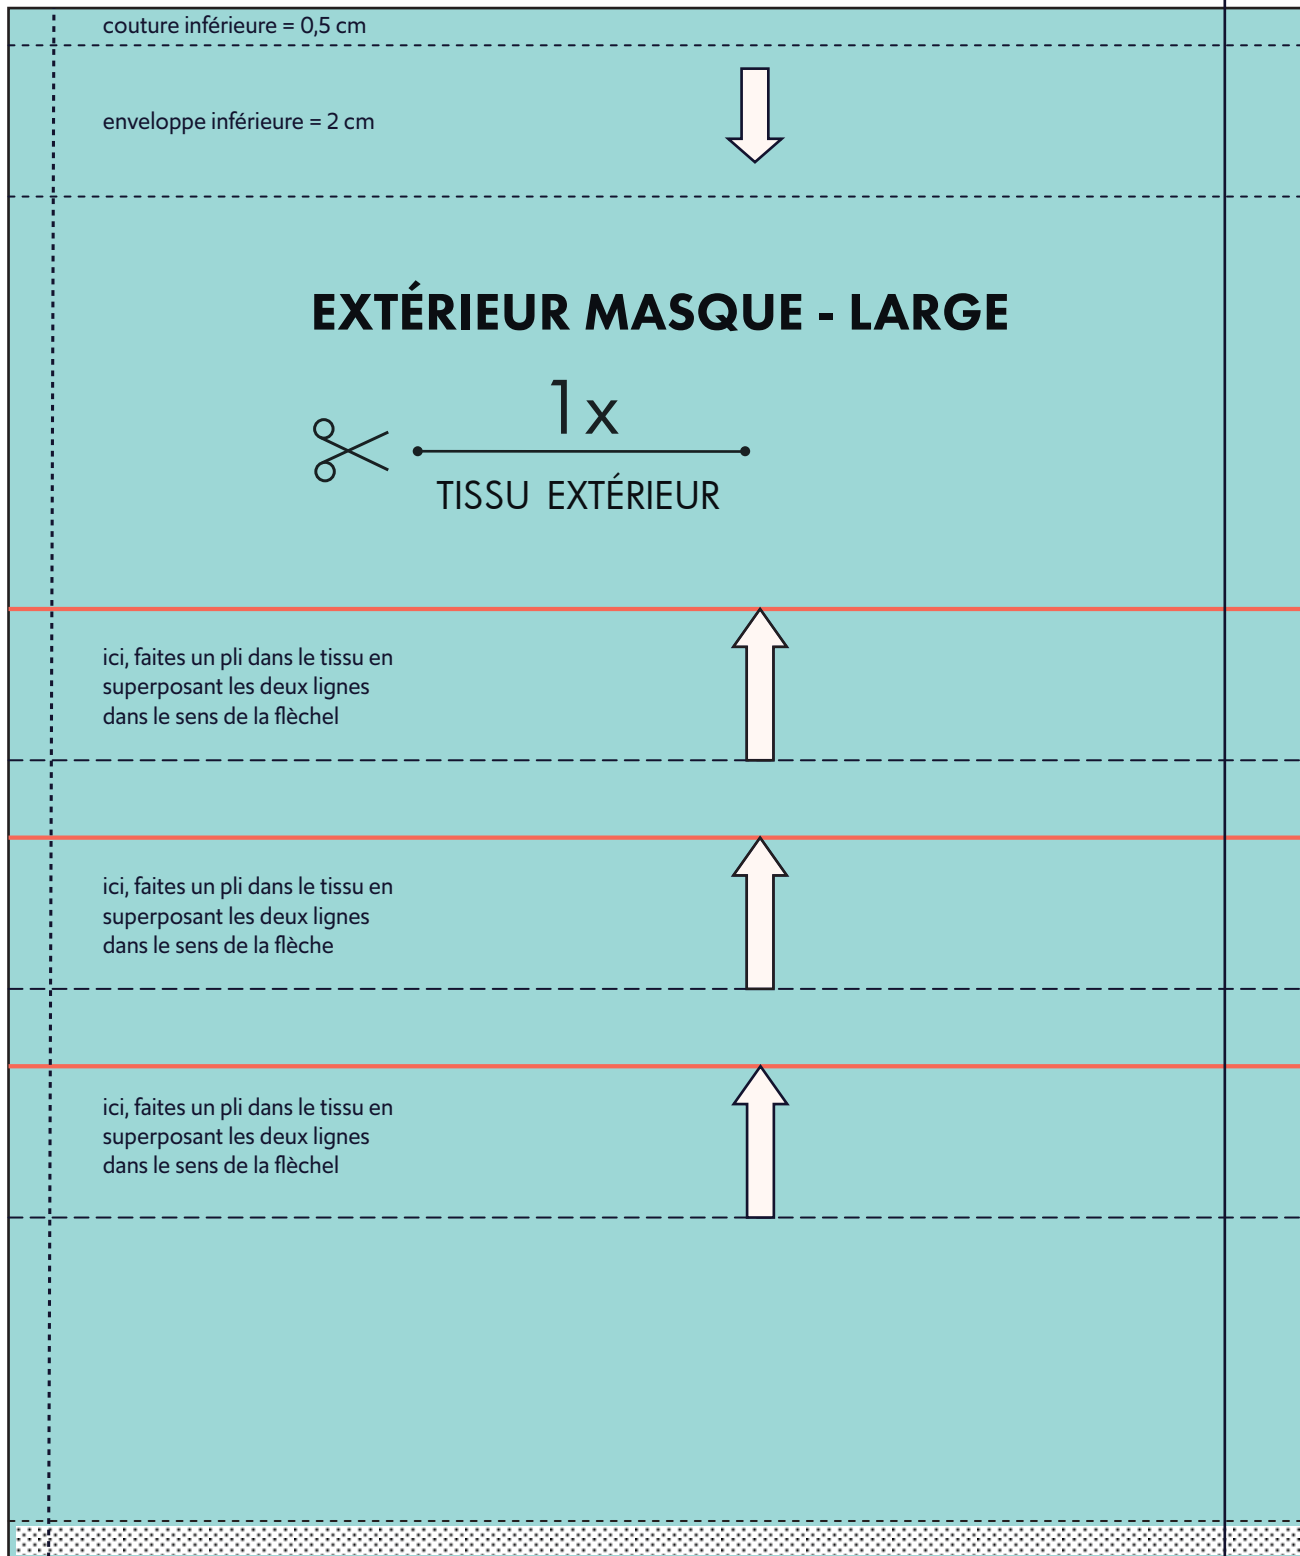 couture inférieure = 0,5 cm
enveloppe inférieure = 2 cm
EXTÉRIEUR MASQUE - LARGE
1x
TISSU EXTÉRIEUR
ici, faites un pli dans le tissu en
superposant les deux lignes
dans le sens de la flèchel
ici, faites un pli dans le tissu en
superposant les deux lignes
dans le sens de la flèche
ici, faites un pli dans le tissu en
superposant les deux lignes
dans le sens de la flèchel